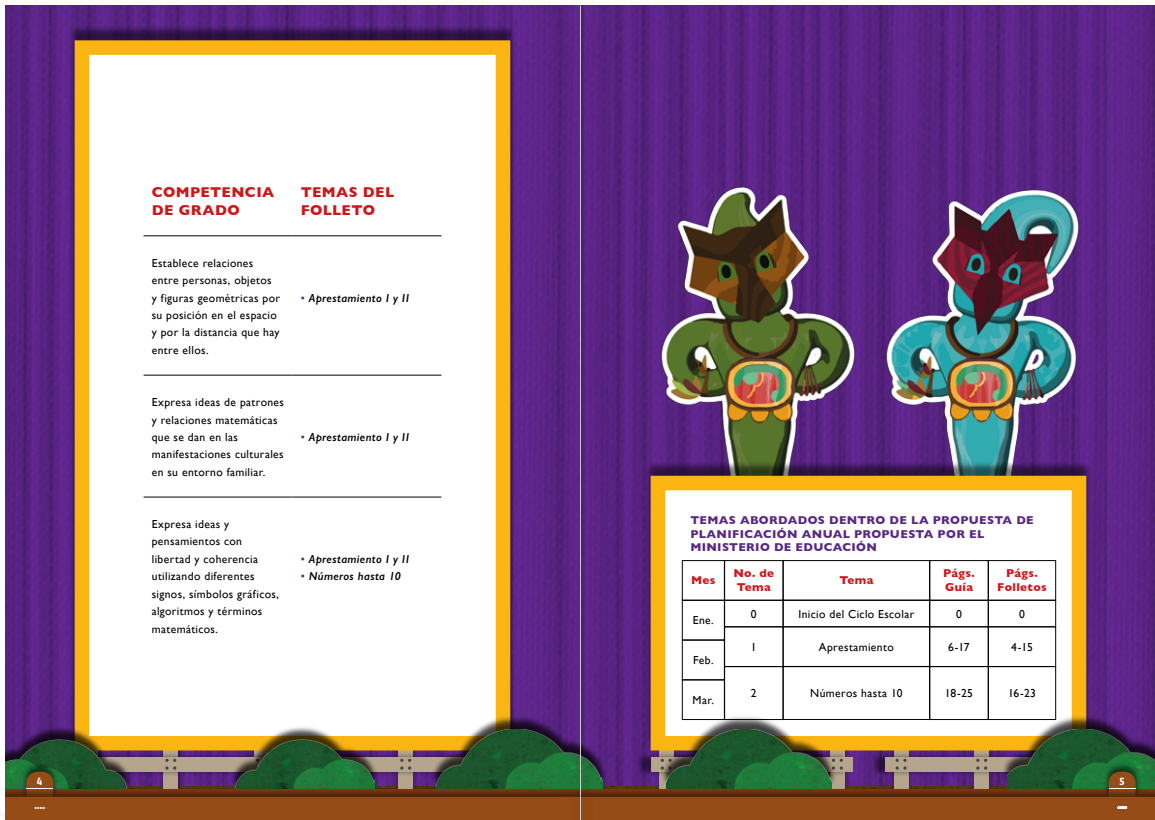 COMPETENCIA
DE GRADO
TEMAS DEL
FOLLETO
Establece relaciones
entre personas, objetos
y figuras geométricas por
su posición en el espacio
y por la distancia que hay
entre ellos.
• Aprestamiento I y II
Expresa ideas de patrones
y relaciones matemáticas
que se dan en las
manifestaciones culturales
en su entorno familiar.
• Aprestamiento I y II
Expresa ideas y
pensamientos con
libertad y coherencia
utilizando diferentes
signos, símbolos gráficos,
algoritmos y términos
matemáticos.
• Aprestamiento I y II
• Números hasta 10
4
TEMAS ABORDADOS DENTRO DE LA PROPUESTA DE
PLANIFICACIÓN ANUAL PROPUESTA POR EL
MINISTERIO DE EDUCACIÓN
Mes No. de Tema Tema Págs. Guía Págs. Folletos
Ene. 0 Inicio del Ciclo Escolar 0 0
Feb. 1 Aprestamiento 6-17 4-15
Mar. 2 Números hasta 10 18-25 16-23
5